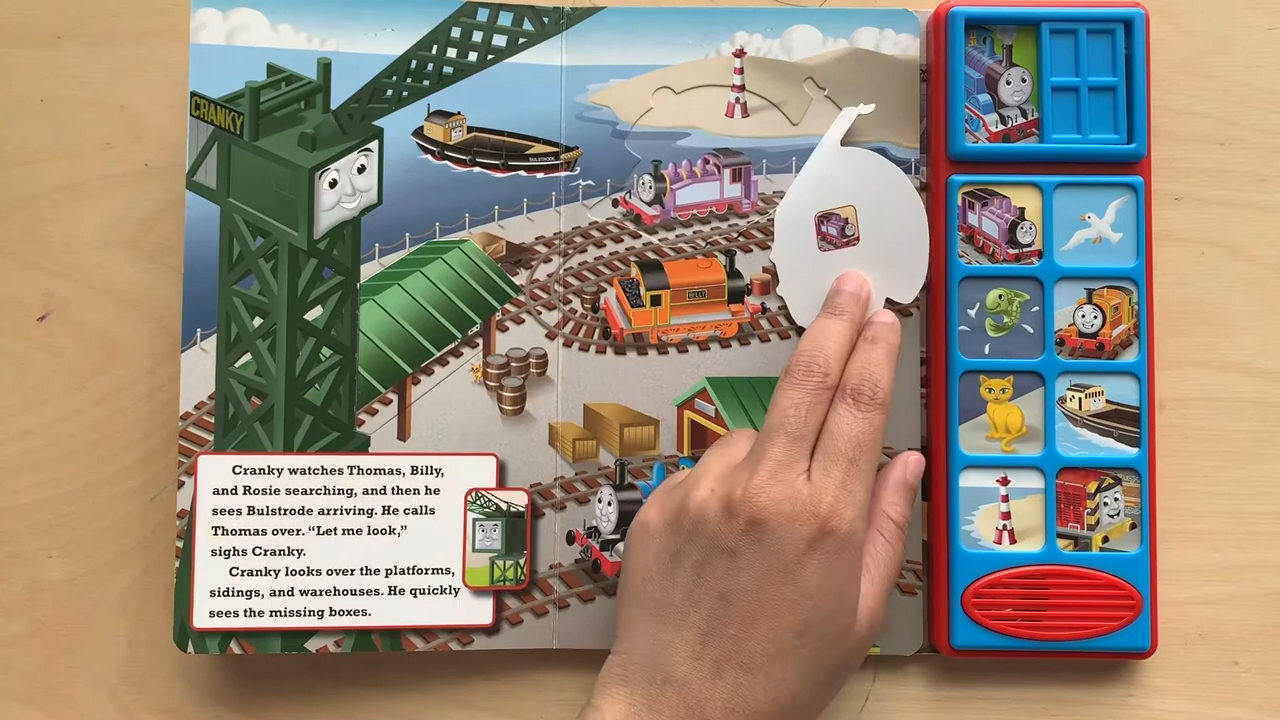 CRANKY
BULSTRODE
BILLY
Cranky watches Thomas, Billy,
and Rosie searching, and then he
sees Bulstrode arriving. He calls
Thomas over. “Let me look,”
sighs Cranky.
Cranky looks over the platforms,
sidings, and warehouses. He quickly
sees the missing boxes.